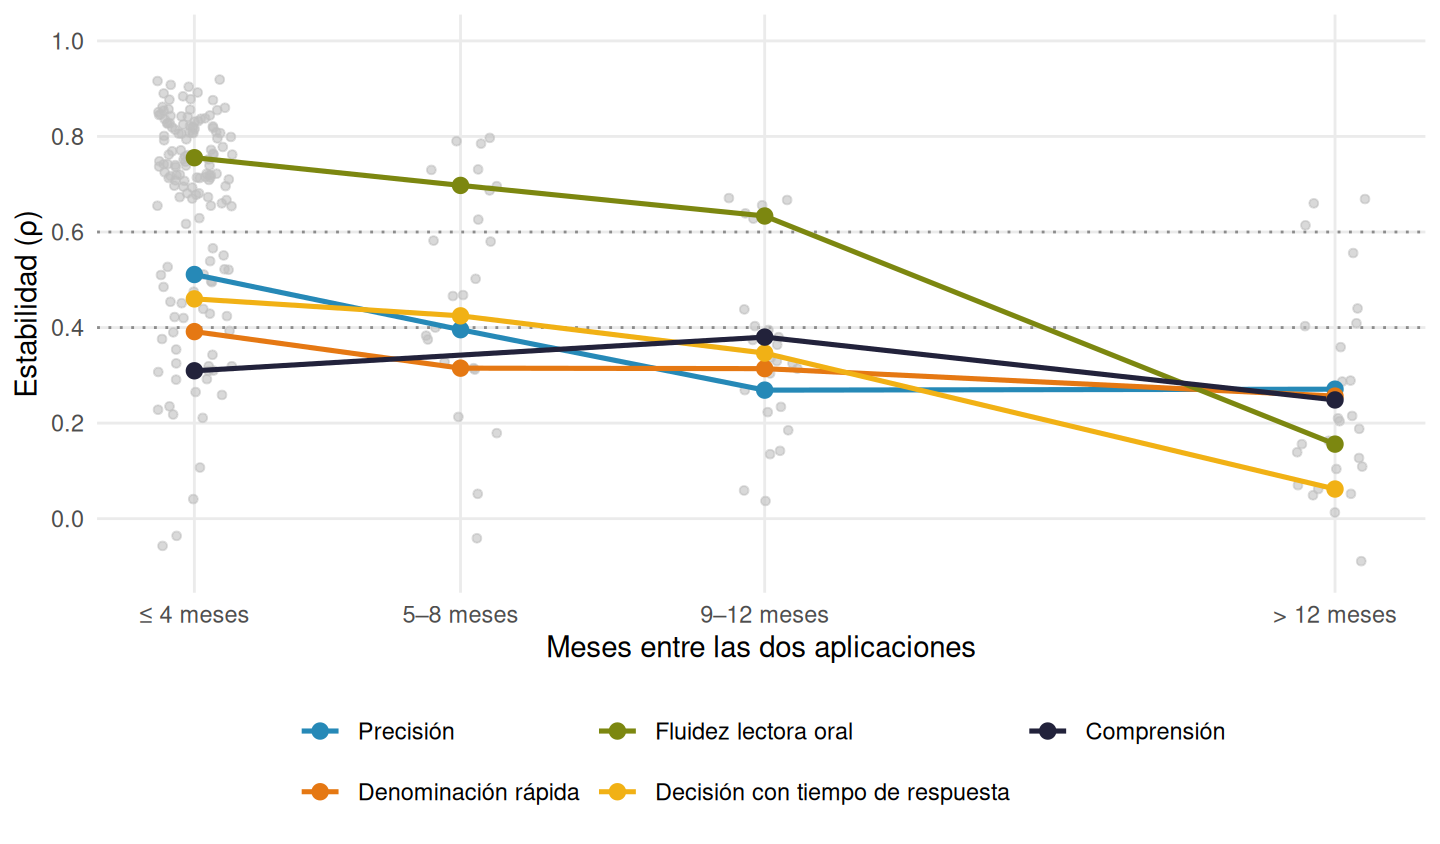 Estabilidad (ρ)
1.0
0.8
0.6
0.4
0.2
0.0
≤ 4 meses 5–8 meses 9–12 meses > 12 meses
Meses entre las dos aplicaciones
Precisión Fluidez lectora oral Comprensión
Denominación rápida Decisión con tiempo de respuesta